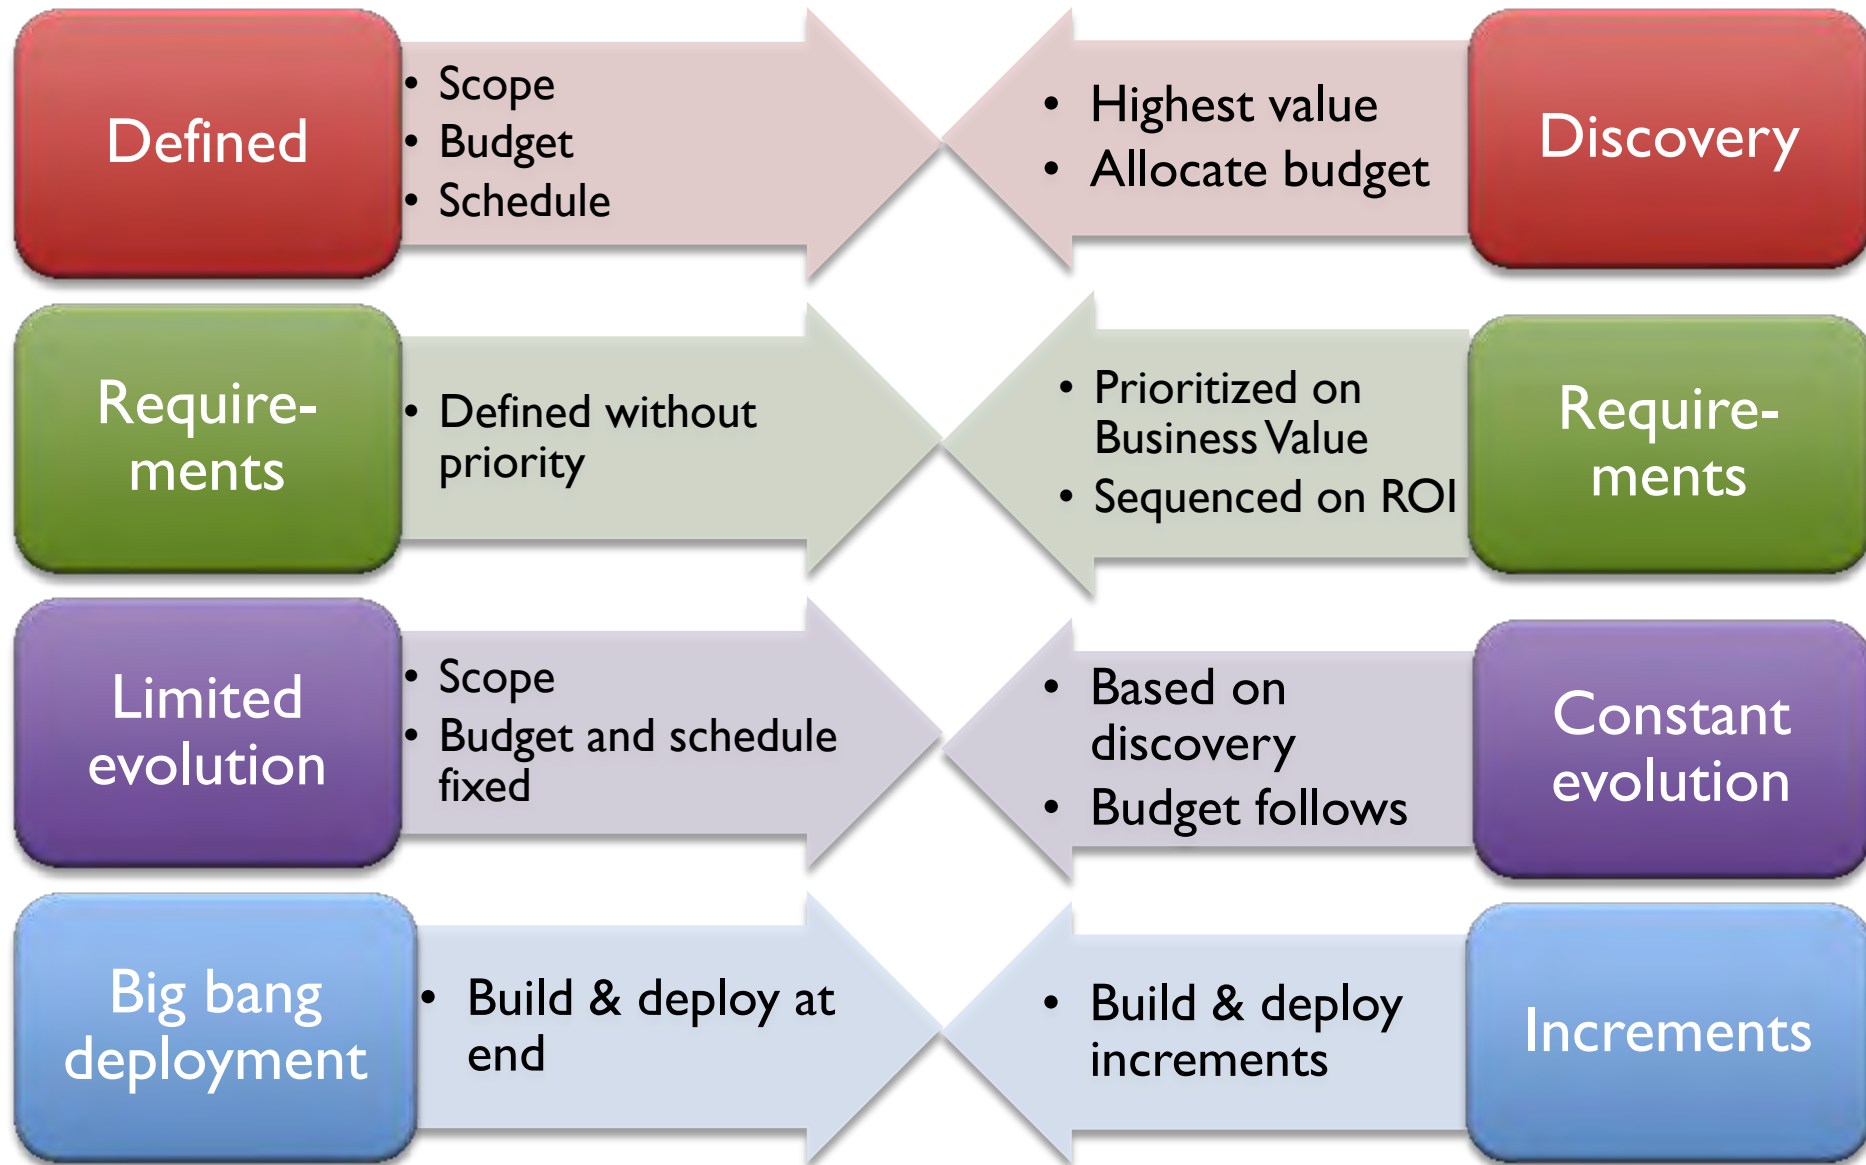 Defined
• Scope
• Budget
• Schedule
• Highest value
• Allocate budget
Discovery
Require-
ments
• Defined without
priority
• Prioritized on
Business Value
• Sequenced on ROI
Require-
ments
Limited
evolution
• Scope
• Budget and schedule
fixed
• Based on
discovery
• Budget follows
Constant
evolution
Big bang
deployment
• Build & deploy at
end
• Build & deploy
increments
Increments